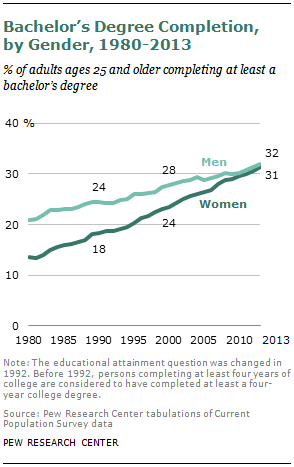 Bachelor's Degree Completion,
by Gender, 1980-2013
% of adults ages 25 and older completing at least a
bachelor's degree
40 %
32
28
Men
24
30
31
Women
24
20
18
10
0
1980 1985 1990 1995 2000 2005 2010 2013
Note: The educational attainment question was changed in
1992. Before 1992, persons completing at least four years of
college are considered to have completed at least a four-
year college degree.
Source: Pew Research Center tabulations of Current
Population Survey data
PEW RESEARCH CENTER